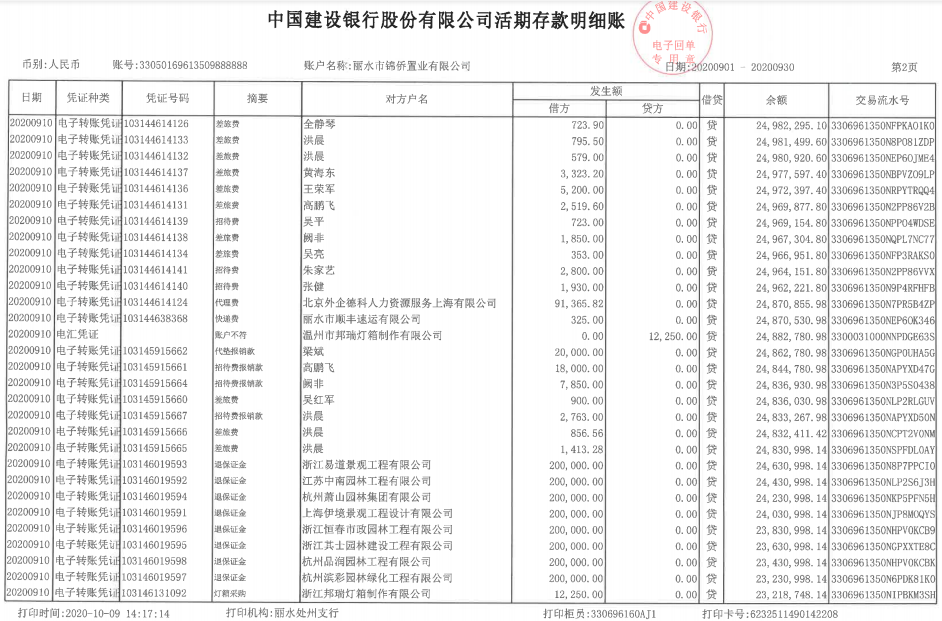 中国建设银行股份有限公司活期存款明细账
中国建设银行
电子回单
专用章
币别:人民币 账号:33050169613509888888 账户名称:丽水市锦侨置业有限公司 日期:20200901 - 20200930 第2页
日期 凭证种类 凭证号码 摘要 对方户名 发生额 借贷 余额 交易流水号
借方 贷方
20200910 电子转账凭证 103144614126 差旅费 全静琴 723.90 0.00 贷 24,982,295.10 3306961350NFPKAO1KO
20200910 电子转账凭证 103144614133 差旅费 洪晨 795.50 0.00 贷 24,981,499.60 3306961350N8PO81ZDP
20200910 电子转账凭证 103144614132 差旅费 洪晨 579.00 0.00 贷 24,980,920.60 3306961350NEP6OJME4
20200910 电子转账凭证 103144614137 差旅费 黄海东 3,323.20 0.00 贷 24,977,597.40 3306961350NBPVZO9LP
20200910 电子转账凭证 103144614136 差旅费 王荣军 5,200.00 0.00 贷 24,972,397.40 3306961350NRPYTRQQ4
20200910 电子转账凭证 103144614131 差旅费 高鹏飞 2,519.60 0.00 贷 24,969,877.80 3306961350N2PP86V2B
20200910 电子转账凭证 103144614139 招待费 吴平 723.00 0.00 贷 24,969,154.80 3306961350NPPO4WDSE
20200910 电子转账凭证 103144614138 差旅费 阙非 1,850.00 0.00 贷 24,967,304.80 3306961350NQPL7NC77
20200910 电子转账凭证 103144614134 差旅费 吴亮 353.00 0.00 贷 24,966,951.80 3306961350NFP3RAKSO
20200910 电子转账凭证 103144614141 招待费 朱家艺 2,800.00 0.00 贷 24,964,151.80 3306961350N2PP86VVX
20200910 电子转账凭证 103144614140 招待费 张健 1,930.00 0.00 贷 24,962,221.80 3306961350N9P4RFHFB
20200910 电子转账凭证 103144614124 代理费 北京外企德科人力资源服务上海有限公司 91,365.82 0.00 贷 24,870,855.98 3306961350N7PR5B4ZP
20200910 电子转账凭证 103144638368 快递费 丽水市顺丰速运有限公司 325.00 0.00 贷 24,870,530.98 3306961350NEP6OK346
20200910 电汇凭证 账户不符 温州市邦瑞灯箱制作有限公司 0.00 12,250.00 贷 24,882,780.98 3300031000NNPDGE63S
20200910 电子转账凭证 103145915662 代垫报销款 梁斌 20,000.00 0.00 贷 24,862,780.98 3306961350NGPOUHA5G
20200910 电子转账凭证 103145915661 招待费报销款 高鹏飞 18,000.00 0.00 贷 24,844,780.98 3306961350NAPYXD47G
20200910 电子转账凭证 103145915664 招待费报销款 阙非 7,850.00 0.00 贷 24,836,930.98 3306961350N3P5SO438
20200910 电子转账凭证 103145915660 差旅费 吴红军 900.00 0.00 贷 24,836,030.98 3306961350NLP2RLGUV
20200910 电子转账凭证 103145915667 招待费报销款 洪晨 2,763.00 0.00 贷 24,833,267.98 3306961350NAPYXD50N
20200910 电子转账凭证 103145915666 差旅费 洪晨 856.56 0.00 贷 24,832,411.42 3306961350NCPT2VONM
20200910 电子转账凭证 103145915665 差旅费 洪晨 1,413.28 0.00 贷 24,830,998.14 3306961350NSPFDLOAY
20200910 电子转账凭证 103146019593 退保证金 浙江易道景观工程有限公司 200,000.00 0.00 贷 24,630,998.14 3306961350N8P7PPCIO
20200910 电子转账凭证 103146019592 退保证金 江苏中南园林工程有限公司 200,000.00 0.00 贷 24,430,998.14 3306961350NLP2S6J3H
20200910 电子转账凭证 103146019594 退保证金 杭州萧山园林集团有限公司 200,000.00 0.00 贷 24,230,998.14 3306961350NKP5PFN5H
20200910 电子转账凭证 103146019591 退保证金 上海伊境景观工程设计有限公司 200,000.00 0.00 贷 24,030,998.14 3306961350NJP8MOQYS
20200910 电子转账凭证 103146019596 退保证金 浙江恒春市政园林工程有限公司 200,000.00 0.00 贷 23,830,998.14 3306961350NHPVOKCB9
20200910 电子转账凭证 103146019595 退保证金 浙江其士园林建设工程有限公司 200,000.00 0.00 贷 23,630,998.14 3306961350NGPXXTE8C
20200910 电子转账凭证 103146019598 退保证金 杭州品润园林工程有限公司 200,000.00 0.00 贷 23,430,998.14 3306961350NHPVOKCBK
20200910 电子转账凭证 103146019597 退保证金 杭州滨彩园林绿化工程有限公司 200,000.00 0.00 贷 23,230,998.14 3306961350N6PDK81KO
20200910 电子转账凭证 103146131092 灯箱采购 浙江邦瑞灯箱制作有限公司 12,250.00 0.00 贷 23,218,748.14 3306961350NIPBKM3SH
打印时间:2020-10-09 14:17:14 打印机构:丽水处州支行 打印柜员:330696160AJ1 打印卡号:6232511490142208